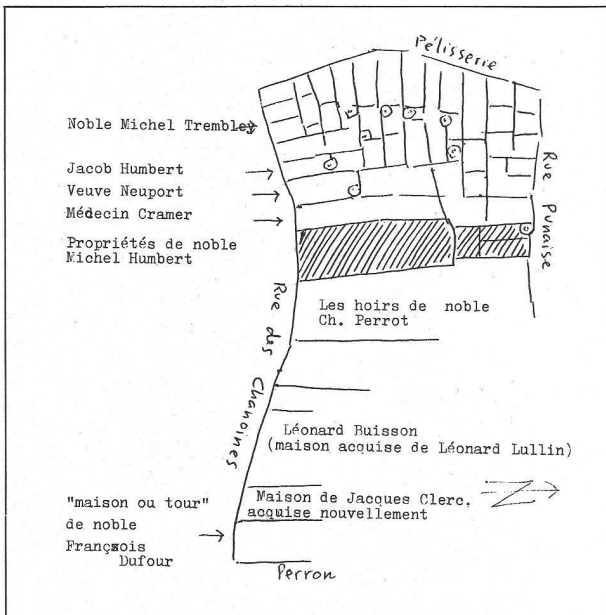 Pélisserie
Noble Michel Trembley
Jacob Humbert
Veuve Neuport
Médecin Cramer
Propriétés de noble
Michel Humbert
Rue Punaise
Rue des Chanoines
Les hoirs de noble
Ch. Perrot
Léonard Buisson
(maison acquise de Léonard Lullin)
Maison de Jacques Clerc,
acquise nouvellement
"maison ou tour"
de noble
Françsois
Dufour
Perron